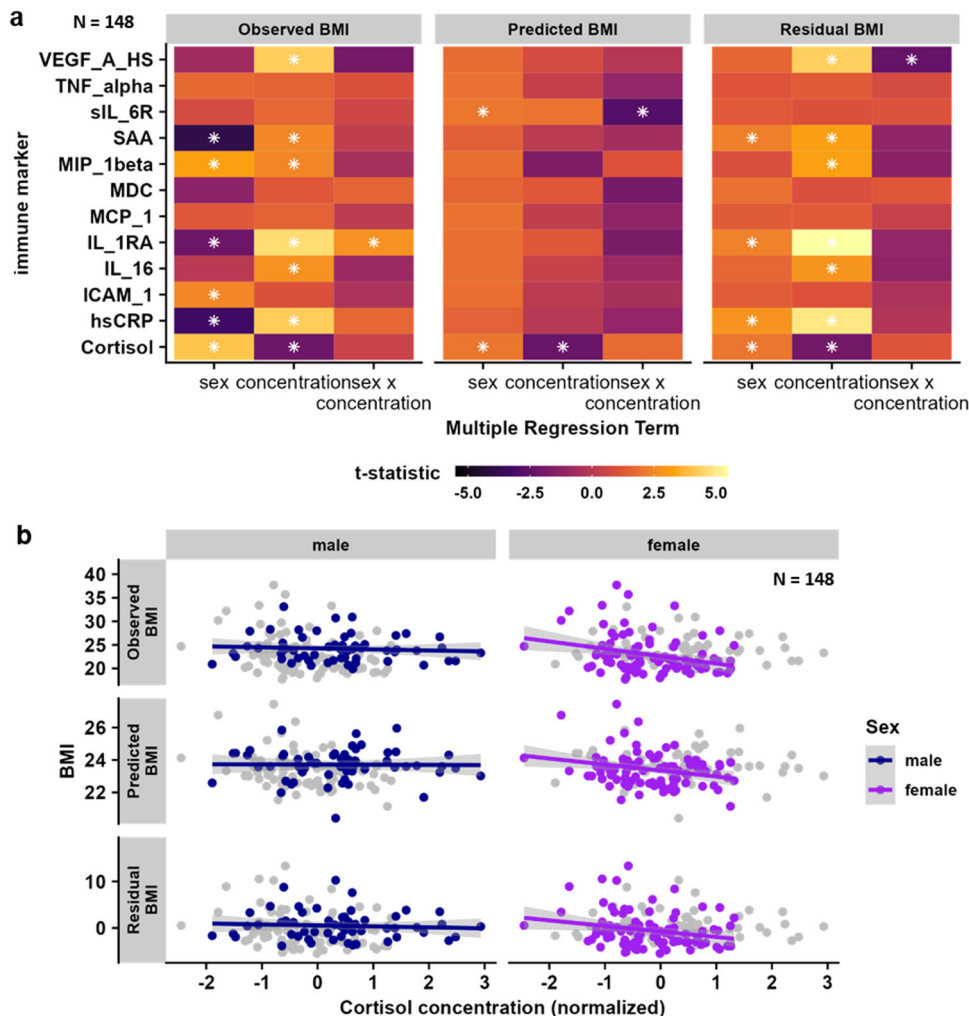 a
N = 148
Observed BMI
Predicted BMI
Residual BMI
immune marker
VEGF_A_HS
TNF_alpha
sIL_6R
SAA
MIP_1beta
MDC
MCP_1
IL_1RA
IL_16
ICAM_1
hsCRP
Cortisol
sex concentration sex x concentration
sex concentration sex x concentration
sex concentration sex x concentration
Multiple Regression Term
t-statistic
-5.0 -2.5 0.0 2.5 5.0
b
male
female
N = 148
BMI
Observed BMI
40
35
30
25
20
Predicted BMI
26
24
22
Residual BMI
10
0
-2 -1 0 1 2 3
-2 -1 0 1 2 3
Cortisol concentration (normalized)
Sex
male
female